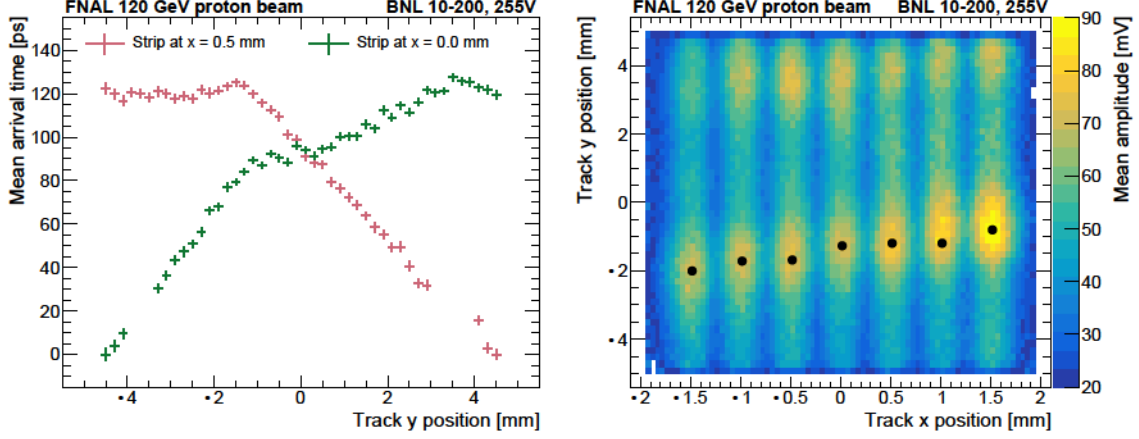 FNAL 120 GeV proton beam BNL 10-200, 255V
Mean arrival time [ps]
140
120
100
80
60
40
20
0
Strip at x = 0.5 mm Strip at x = 0.0 mm
-4 -2 0 2 4
Track y position [mm]
FNAL 120 GeV proton beam BNL 10-200, 255V
Track y position [mm]
4
2
0
-2
-4
-2 -1.5 -1 -0.5 0 0.5 1 1.5 2
Track x position [mm]
90
80
70
60
50
40
30
20
Mean amplitude [mV]